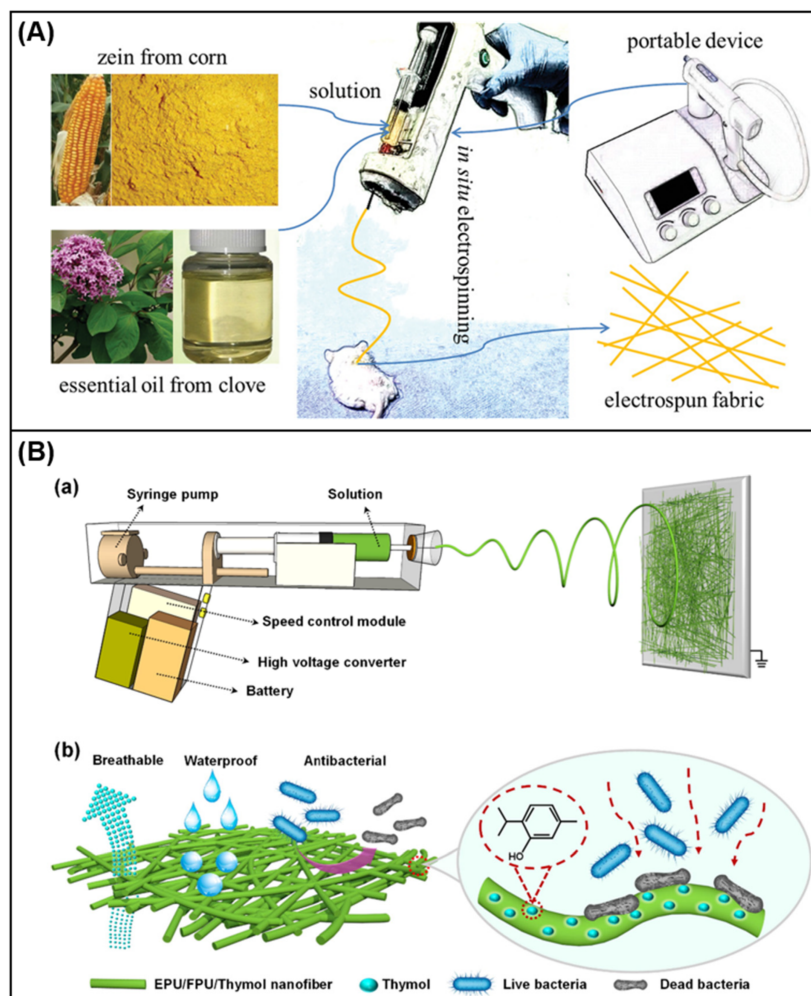 (A)
zein from corn
solution
portable device
in situ electrospinning
essential oil from clove
electrospun fabric
(B)
(a)
Syringe pump
Solution
Speed control module
High voltage converter
Battery
(b)
Breathable
Waterproof
Antibacterial
HO
EPU/FPU/Thymol nanofiber
Thymol
Live bacteria
Dead bacteria